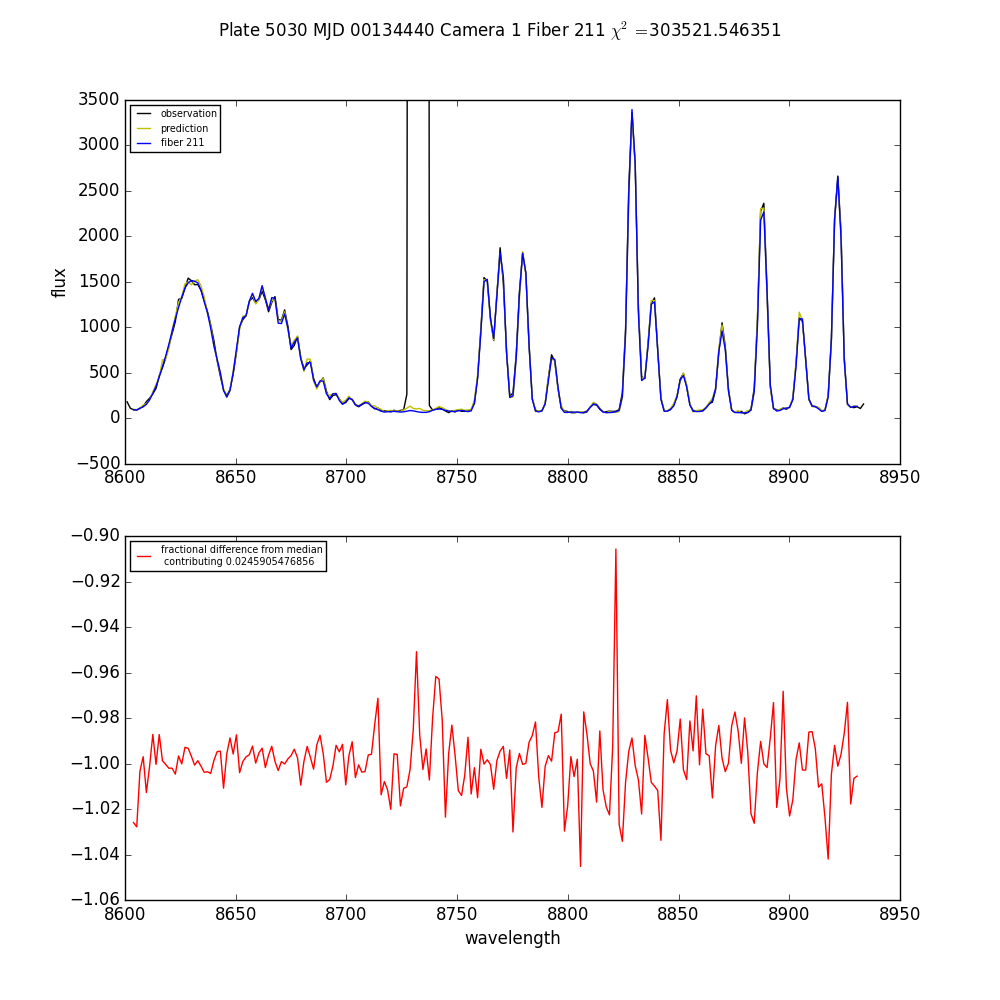 Plate 5030 MJD 00134440 Camera 1 Fiber 211 χ² =303521.546351
3500
3000
2500
2000
1500
1000
500
0
−500
flux
observation
prediction
fiber 211
8600 8650 8700 8750 8800 8850 8900 8950
−0.90
−0.92
−0.94
−0.96
−0.98
−1.00
−1.02
−1.04
−1.06
fractional difference from median
contributing 0.0245905476856
8600 8650 8700 8750 8800 8850 8900 8950
wavelength